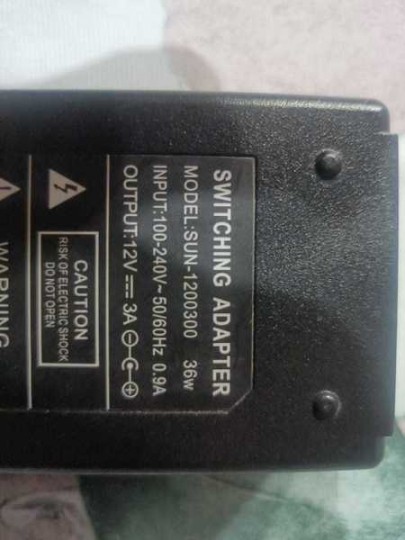 SWITCHING ADAPTER
MODEL:SUN-1200300 36w
INPUT:100-240V~50/60Hz 0.9A
OUTPUT:12V⎓3A
CAUTION
RISK OF ELECTRIC SHOCK
DO NOT OPEN
WARNING